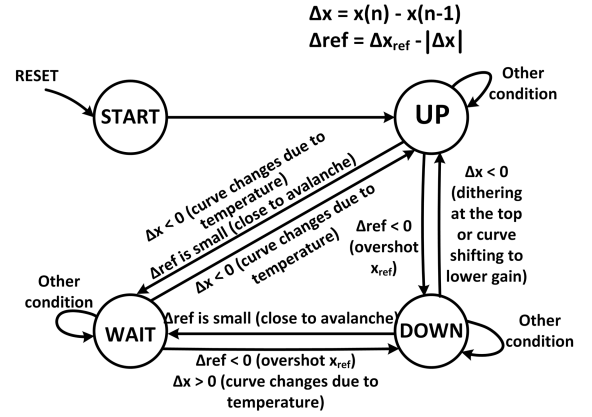 Δx = x(n) - x(n-1)
Δref = Δxref - |Δx|
RESET
START
UP
Other
condition
Δx < 0 (curve changes due to
temperature)
Δref is small (close to avalanche)
Δx < 0 (curve changes due to
temperature)
Δref < 0
(overshot
xref)
Δx < 0
(dithering
at the top
or curve
shifting to
lower gain)
Other
condition
WAIT
Δref is small (close to avalanche)
DOWN
Other
condition
Δref < 0 (overshot xref)
Δx > 0 (curve changes due to
temperature)